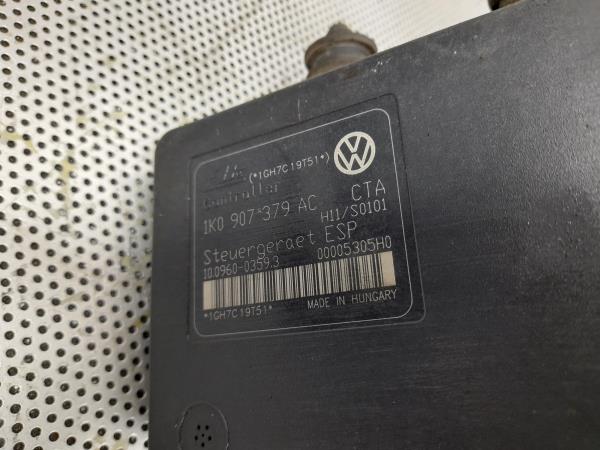 (*1GH7C19T51*)
Controller
1K0 907 379 AC CTA
H11/S0101
Steuergeraet ESP
10.0960-0359.3 00005305H0
*1GH7C19T51* MADE IN HUNGARY